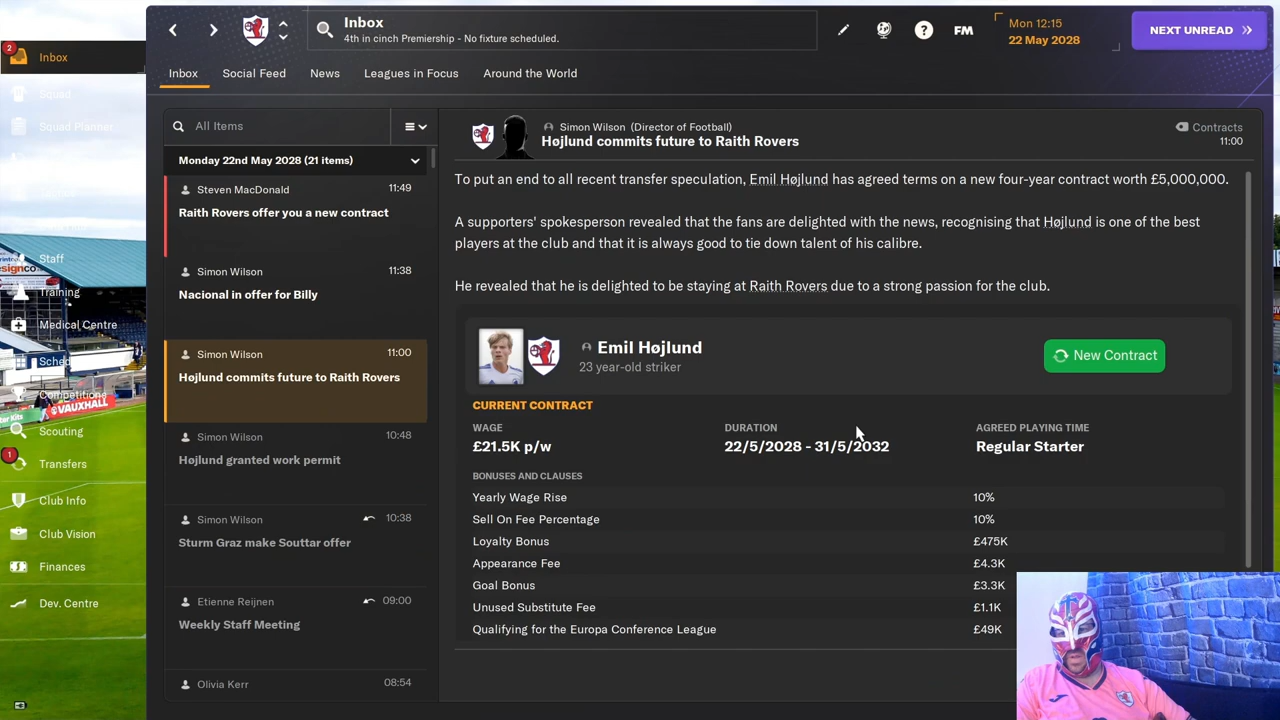 Inbox
4th in cinch Premiership - No fixture scheduled.
FM
Mon 12:15
22 May 2028
NEXT UNREAD
2
Inbox
Squad
Squad Planner
Staff
Training
Medical Centre
Sched
Competitions
VAUXHALL
Scouting
1
Transfers
Club Info
Club Vision
Finances
Dev. Centre
Inbox
Social Feed
News
Leagues in Focus
Around the World
All Items
Monday 22nd May 2028 (21 items)
Steven MacDonald 11:49
Raith Rovers offer you a new contract
Simon Wilson 11:38
Nacional in offer for Billy
Simon Wilson 11:00
Højlund commits future to Raith Rovers
Simon Wilson 10:48
Højlund granted work permit
Simon Wilson 10:38
Sturm Graz make Souttar offer
Etienne Reijnen 09:00
Weekly Staff Meeting
Olivia Kerr 08:54
Simon Wilson (Director of Football)
Højlund commits future to Raith Rovers
Contracts
11:00
To put an end to all recent transfer speculation, Emil Højlund has agreed terms on a new four-year contract worth £5,000,000.
A supporters' spokesperson revealed that the fans are delighted with the news, recognising that Højlund is one of the best
players at the club and that it is always good to tie down talent of his calibre.
He revealed that he is delighted to be staying at Raith Rovers due to a strong passion for the club.
Emil Højlund
23 year-old striker
New Contract
CURRENT CONTRACT
WAGE DURATION AGREED PLAYING TIME
£21.5K p/w 22/5/2028 - 31/5/2032 Regular Starter
BONUSES AND CLAUSES
Yearly Wage Rise 10%
Sell On Fee Percentage 10%
Loyalty Bonus £475K
Appearance Fee £4.3K
Goal Bonus £3.3K
Unused Substitute Fee £1.1K
Qualifying for the Europa Conference League £49K